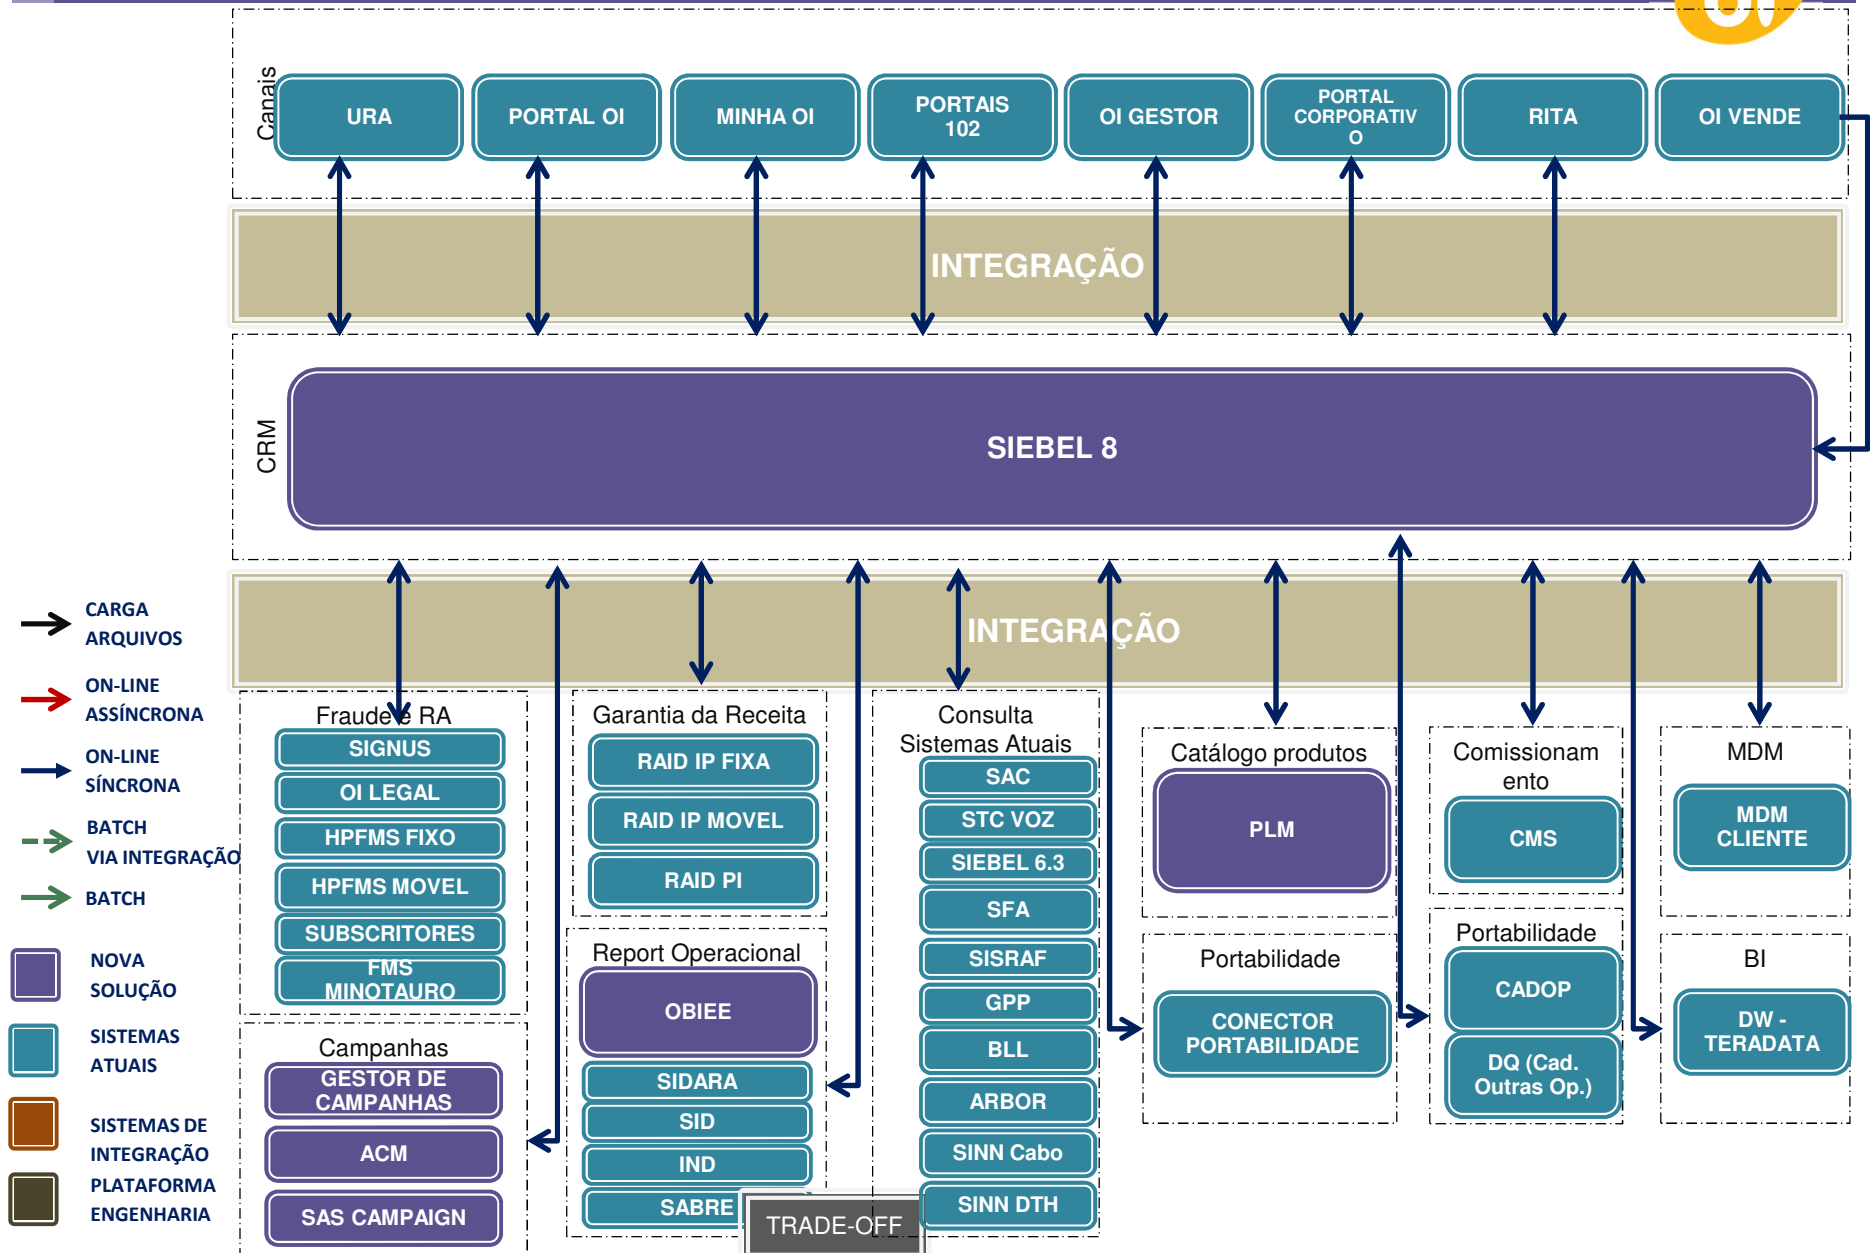 Canais
URA
PORTAL OI
MINHA OI
PORTAIS
102
OI GESTOR
PORTAL
CORPORATIV
O
RITA
OI VENDE
INTEGRAÇÃO
CRM
SIEBEL 8
INTEGRAÇÃO
CARGA
ARQUIVOS
ON-LINE
ASSÍNCRONA
ON-LINE
SÍNCRONA
BATCH
VIA INTEGRAÇÃO
BATCH
NOVA
SOLUÇÃO
SISTEMAS
ATUAIS
SISTEMAS DE
INTEGRAÇÃO
PLATAFORMA
ENGENHARIA
Fraude e RA
SIGNUS
OI LEGAL
HPFMS FIXO
HPFMS MOVEL
SUBSCRITORES
FMS
MINOTAURO
Campanhas
GESTOR DE
CAMPANHAS
ACM
SAS CAMPAIGN
Garantia da Receita
RAID IP FIXA
RAID IP MOVEL
RAID PI
Report Operacional
OBIEE
SIDARA
SID
IND
SABRE
TRADE-OFF
Consulta
Sistemas Atuais
SAC
STC VOZ
SIEBEL 6.3
SFA
SISRAF
GPP
BLL
ARBOR
SINN Cabo
SINN DTH
Catálogo produtos
PLM
Portabilidade
CONECTOR
PORTABILIDADE
Comissionam
ento
CMS
Portabilidade
CADOP
DQ (Cad.
Outras Op.)
MDM
MDM
CLIENTE
BI
DW -
TERADATA